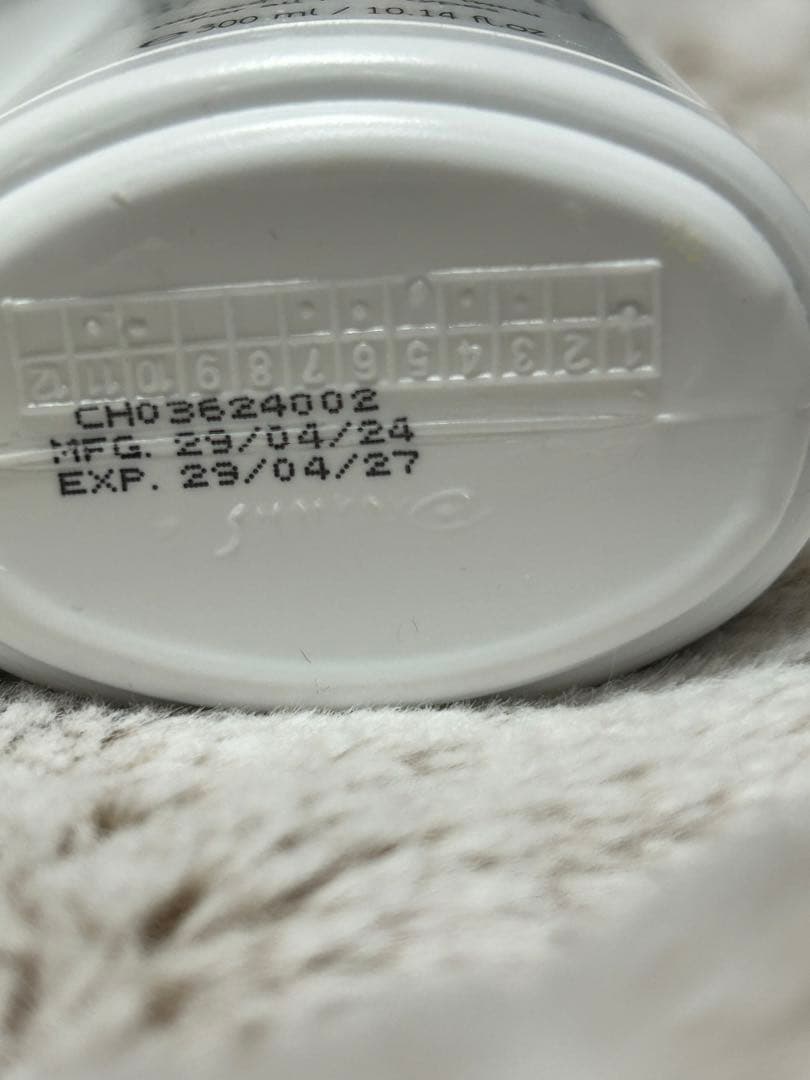 ℮ 300 ml / 10.14 fl.oz
12 11 10 9 8 7 6 5 4 3 2 1
CH03624002
MFG. 29/04/24
EXP. 29/04/27